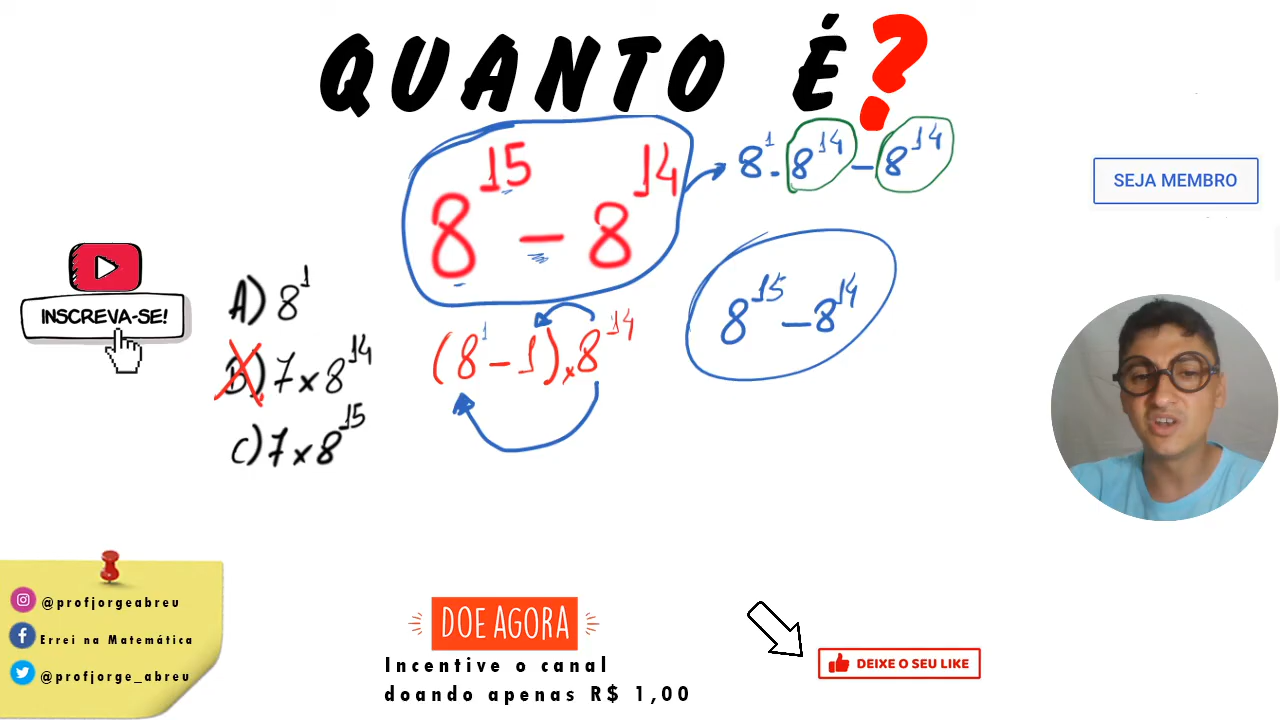 QUANTO É?
8^15 - 8^14
8^1 . 8^14 - 8^14
SEJA MEMBRO
INSCREVA-SE!
A) 8^1
B) 7 x 8^14
C) 7 x 8^15
(8^1 - 1) x 8^14
8^15 - 8^14
@profjorgeabreu
Errei na Matemática
@profjorge_abreu
DOE AGORA
Incentive o canal
doando apenas R$ 1,00
DEIXE O SEU LIKE